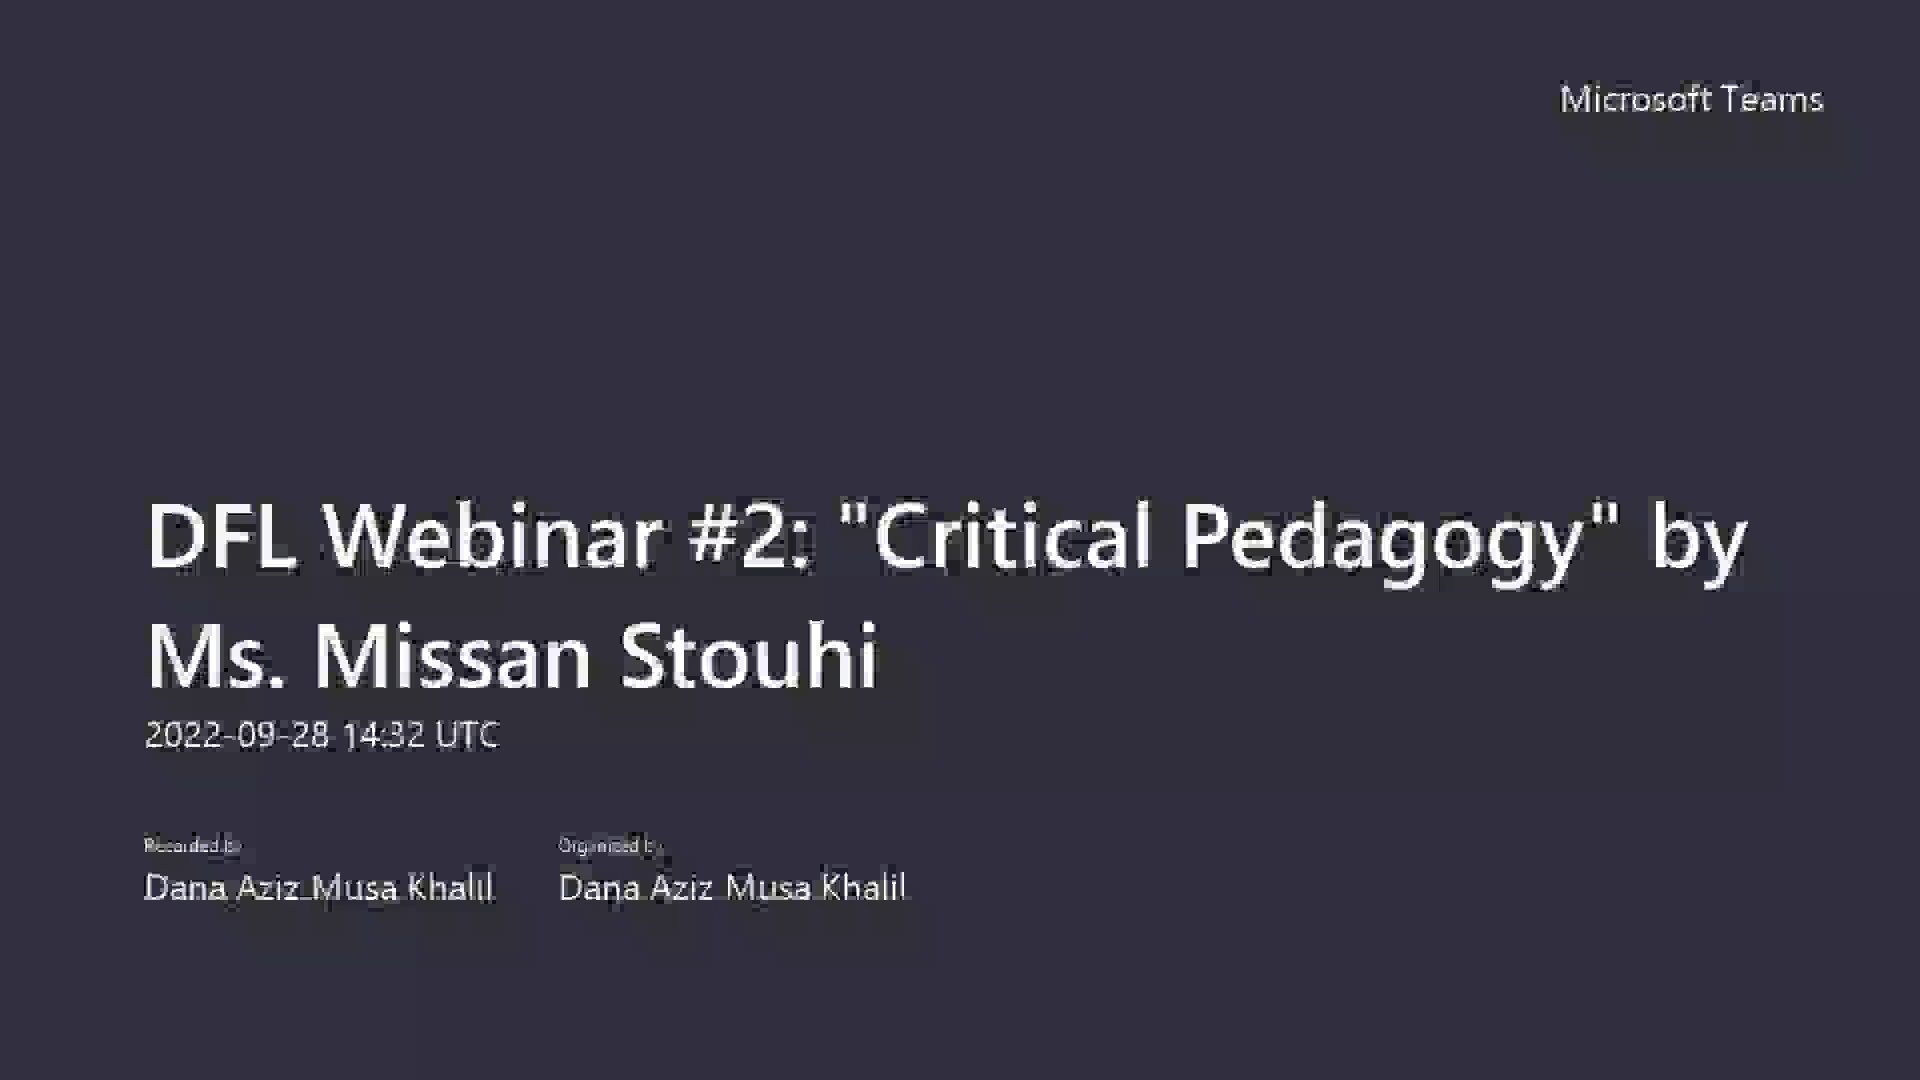 Microsoft Teams
DFL Webinar #2: "Critical Pedagogy" by
Ms. Missan Stouhi
2022-09-28 14:32 UTC
Recorded by
Organized by
Dana Aziz Musa Khalil
Dana Aziz Musa Khalil